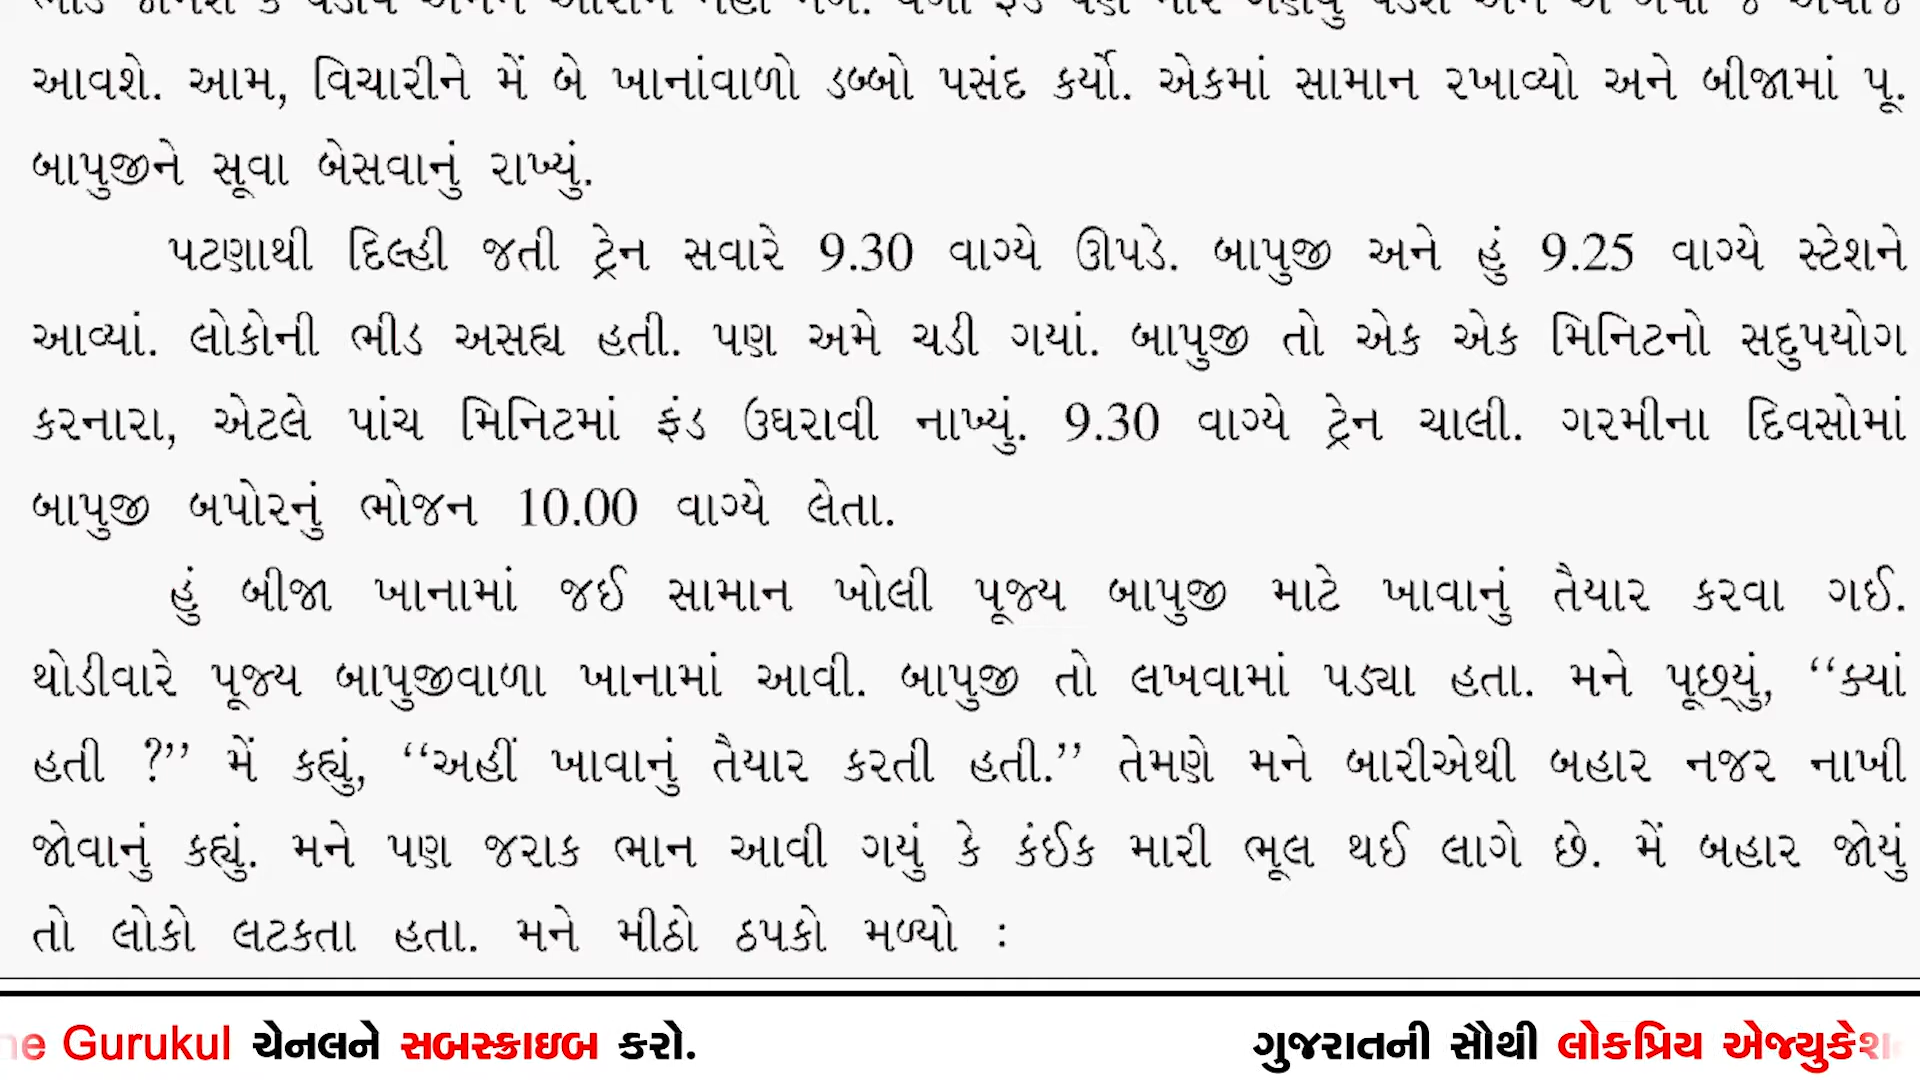 આવશે. આમ, વિચારીને મેં બે ખાનાંવાળો ડબ્બો પસંદ કર્યો. એકમાં સામાન રખાવ્યો અને બીજામાં પૂ.
બાપુજીને સૂવા બેસવાનું રાખ્યું.
પટણાથી દિલ્હી જતી ટ્રેન સવારે 9.30 વાગ્યે ઊપડે. બાપુજી અને હું 9.25 વાગ્યે સ્ટેશને
આવ્યાં. લોકોની ભીડ અસહ્ય હતી. પણ અમે ચડી ગયાં. બાપુજી તો એક એક મિનિટનો સદુપયોગ
કરનારા, એટલે પાંચ મિનિટમાં ફંડ ઉઘરાવી નાખ્યું. 9.30 વાગ્યે ટ્રેન ચાલી. ગરમીના દિવસોમાં
બાપુજી બપોરનું ભોજન 10.00 વાગ્યે લેતા.
હું બીજા ખાનામાં જઈ સામાન ખોલી પૂજ્ય બાપુજી માટે ખાવાનું તૈયાર કરવા ગઈ.
થોડીવારે પૂજ્ય બાપુજીવાળા ખાનામાં આવી. બાપુજી તો લખવામાં પડ્યા હતા. મને પૂછ્યું, ‘‘ક્યાં
હતી ?’’ મેં કહ્યું, ‘‘અહીં ખાવાનું તૈયાર કરતી હતી.’’ તેમણે મને બારીએથી બહાર નજર નાખી
જોવાનું કહ્યું. મને પણ જરાક ભાન આવી ગયું કે કંઈક મારી ભૂલ થઈ લાગે છે. મેં બહાર જોયું
તો લોકો લટકતા હતા. મને મીઠો ઠપકો મળ્યો :
Gurukul ચેનલને સબસ્ક્રાઇબ કરો. ગુજરાતની સૌથી લોકપ્રિય